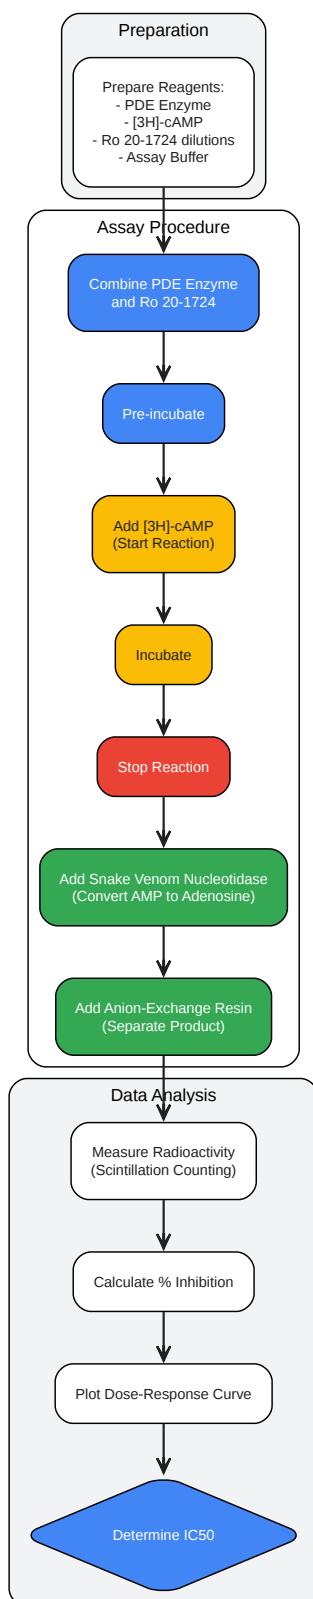 Preparation
Prepare Reagents:
- PDE Enzyme
- [3H]-cAMP
- Ro 20-1724 dilutions
- Assay Buffer
Assay Procedure
Combine PDE Enzyme
and Ro 20-1724
Pre-incubate
Add [3H]-cAMP
(Start Reaction)
Incubate
Stop Reaction
Add Snake Venom Nucleotidase
(Convert AMP to Adenosine)
Add Anion-Exchange Resin
(Separate Product)
Data Analysis
Measure Radioactivity
(Scintillation Counting)
Calculate % Inhibition
Plot Dose-Response Curve
Determine IC50